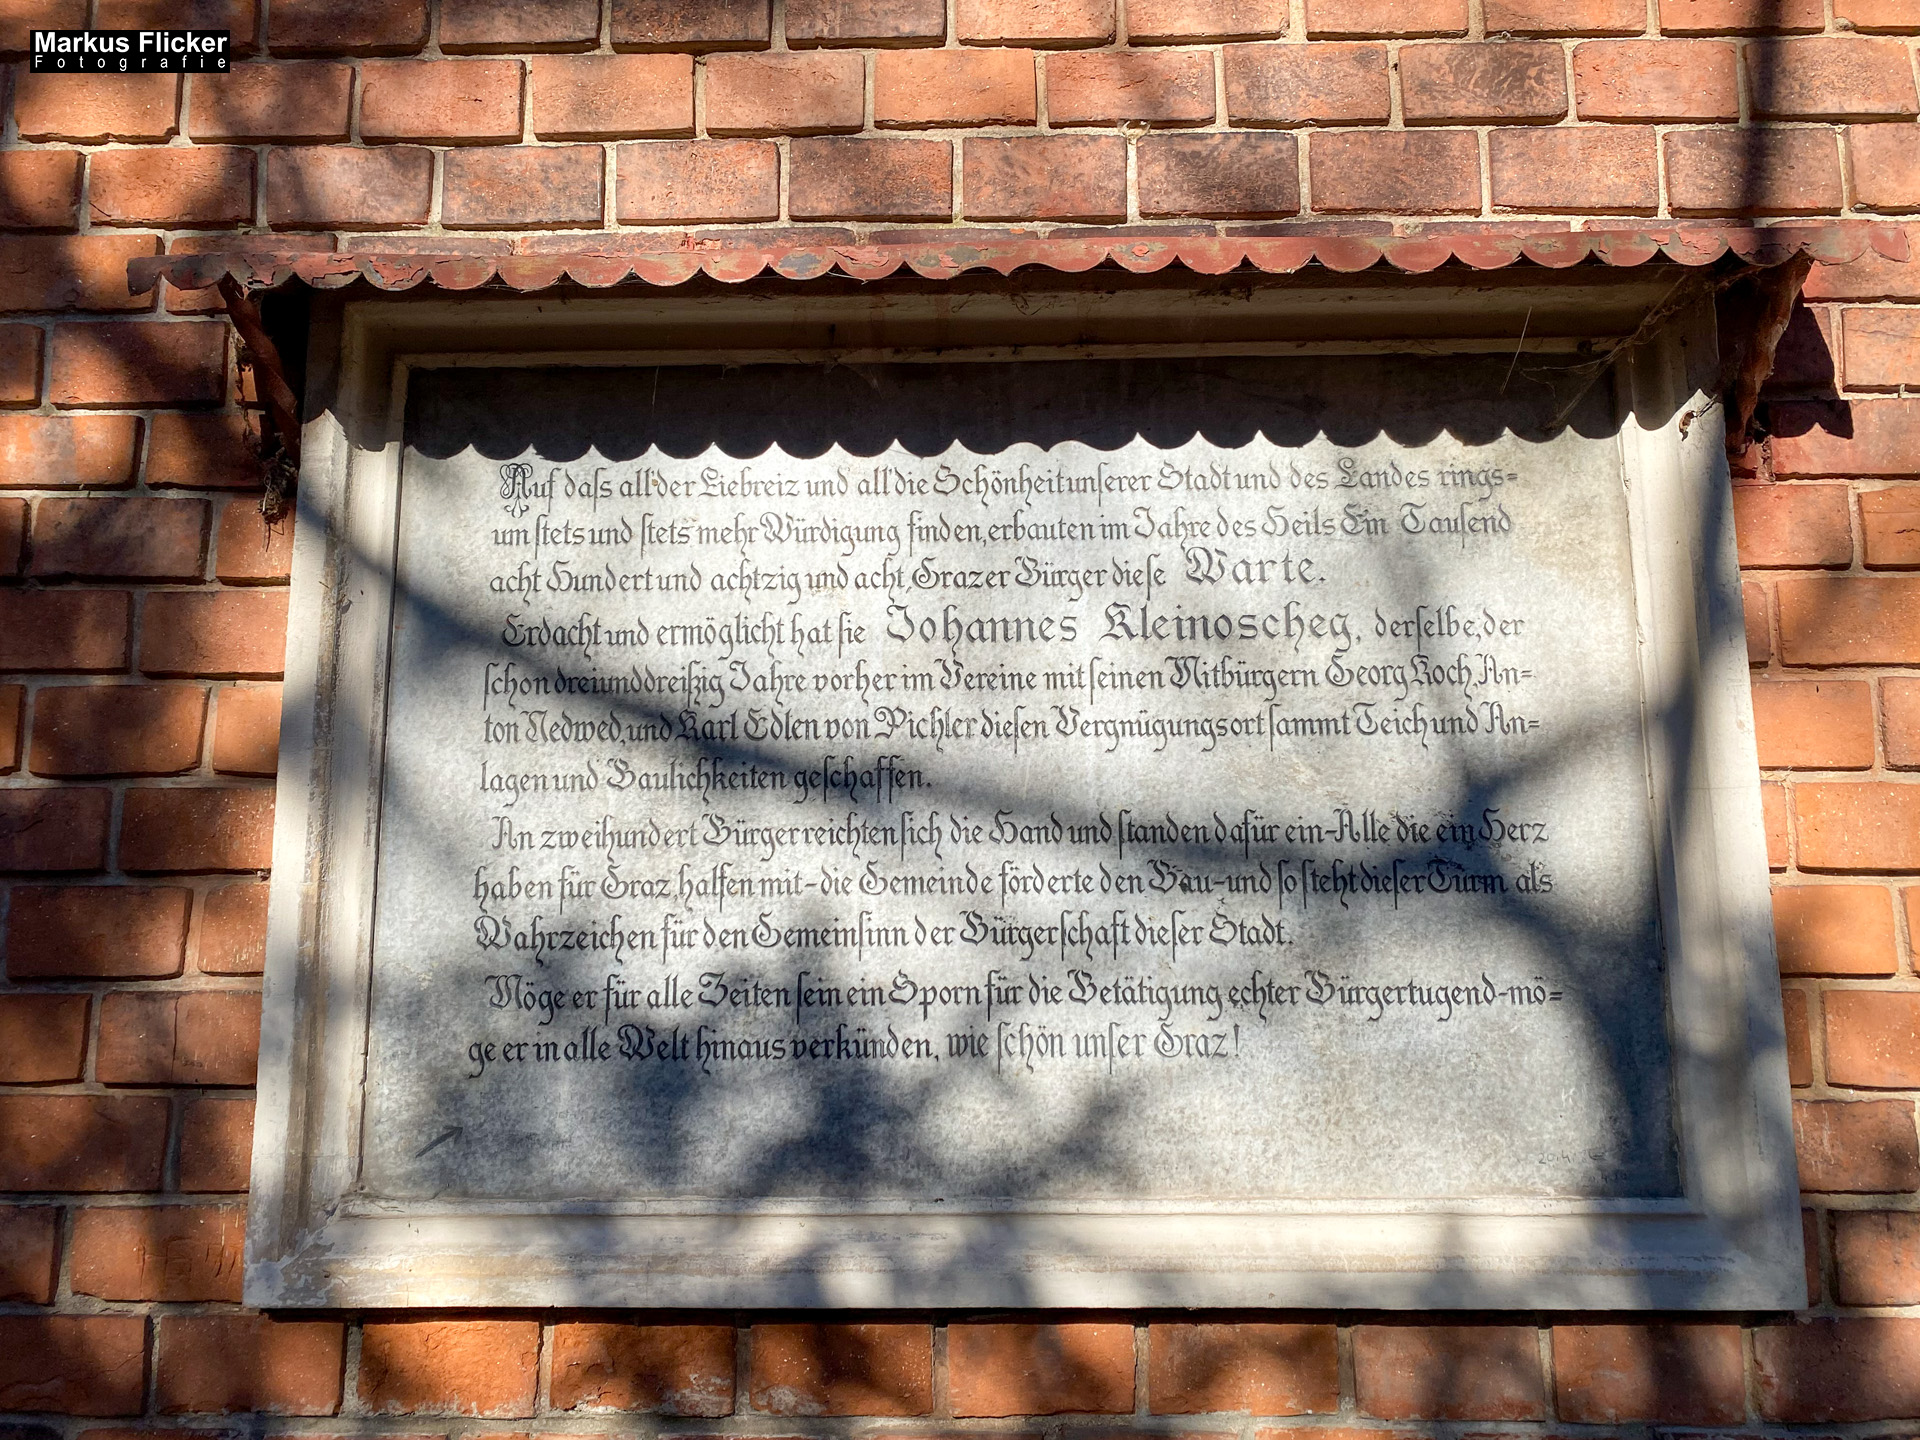 Markus Flicker
Fotografie
Auf daſs all' der Liebreiz und all' die Schönheit unſerer Stadt und des Landes rings=
um ſtets und ſtets mehr Würdigung finden, erbauten im Jahre des Heils Ein Tauſend
acht Hundert und achtzig und acht, Grazer Bürger dieſe Warte.
Erdacht und ermöglicht hat ſie Johannes Kleinoscheg, derſelbe, der
ſchon dreiunddreiſzig Jahre vorher im Vereine mit ſeinen Mitbürgern Georg Koch, An=
ton Nedwed, und Karl Edlen von Pichler dieſen Vergnügungsort ſammt Teich und An=
lagen und Baulichkeiten geſchaffen.
An zweihundert Bürger reichten ſich die Hand und ſtanden dafür ein-Alle die ein Herz
haben für Graz, halfen mit-die Gemeinde förderte den Bau-und ſo ſteht dieſer Turm als
Wahrzeichen für den Gemeinſinn der Bürgerſchaft dieſer Stadt.
Möge er für alle Zeiten ſein ein Sporn für die Betätigung echter Bürgertugend-mö=
ge er in alle Welt hinaus verkünden, wie ſchön unſer Graz!